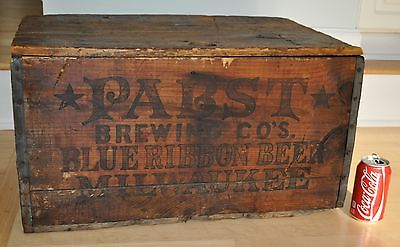 ★ PABST ★
BREWING CO'S.
BLUE RIBBON BEER
MILWAUKEE
Coca-Cola